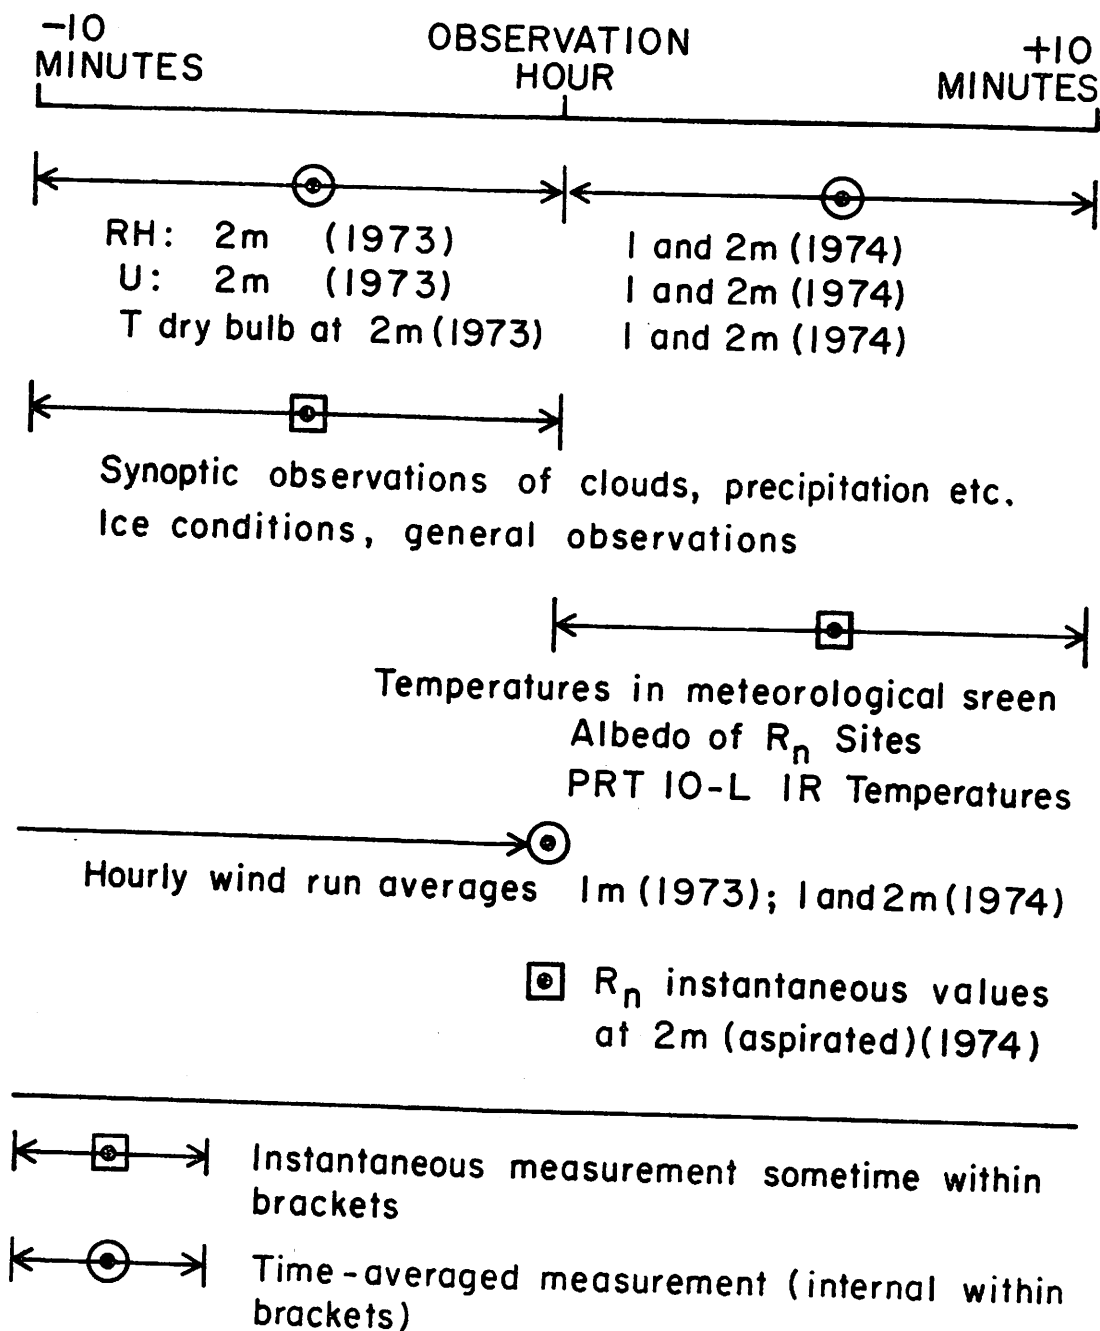 -10
MINUTES
OBSERVATION
HOUR
+10
MINUTES
RH: 2m (1973)
1 and 2m (1974)
U: 2m (1973)
1 and 2m (1974)
T dry bulb at 2m (1973)
1 and 2m (1974)
Synoptic observations of clouds, precipitation etc.
Ice conditions, general observations
Temperatures in meteorological sreen
Albedo of Rn Sites
PRT 10-L IR Temperatures
Hourly wind run averages 1m (1973); 1 and 2m (1974)
Rn instantaneous values
at 2m (aspirated) (1974)
Instantaneous measurement sometime within
brackets
Time-averaged measurement (internal within
brackets)